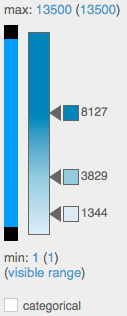 max: 13500 (13500)
8127
3829
1344
min: 1 (1)
(visible range)
categorical